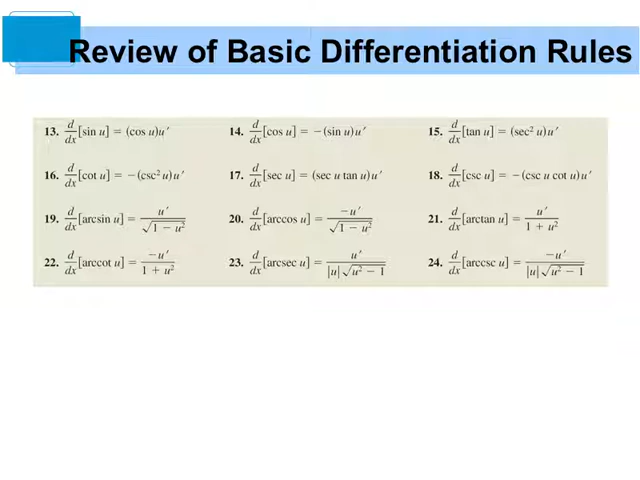 Review of Basic Differentiation Rules
13. d/dx[sin u] = (cos u)u′ 14. d/dx[cos u] = −(sin u)u′ 15. d/dx[tan u] = (sec² u)u′
16. d/dx[cot u] = −(csc² u)u′ 17. d/dx[sec u] = (sec u tan u)u′ 18. d/dx[csc u] = −(csc u cot u)u′
19. d/dx[arcsin u] = u′/√(1 − u²) 20. d/dx[arccos u] = −u′/√(1 − u²) 21. d/dx[arctan u] = u′/(1 + u²)
22. d/dx[arccot u] = −u′/(1 + u²) 23. d/dx[arcsec u] = u′/(|u|√(u² − 1)) 24. d/dx[arccsc u] = −u′/(|u|√(u² − 1))